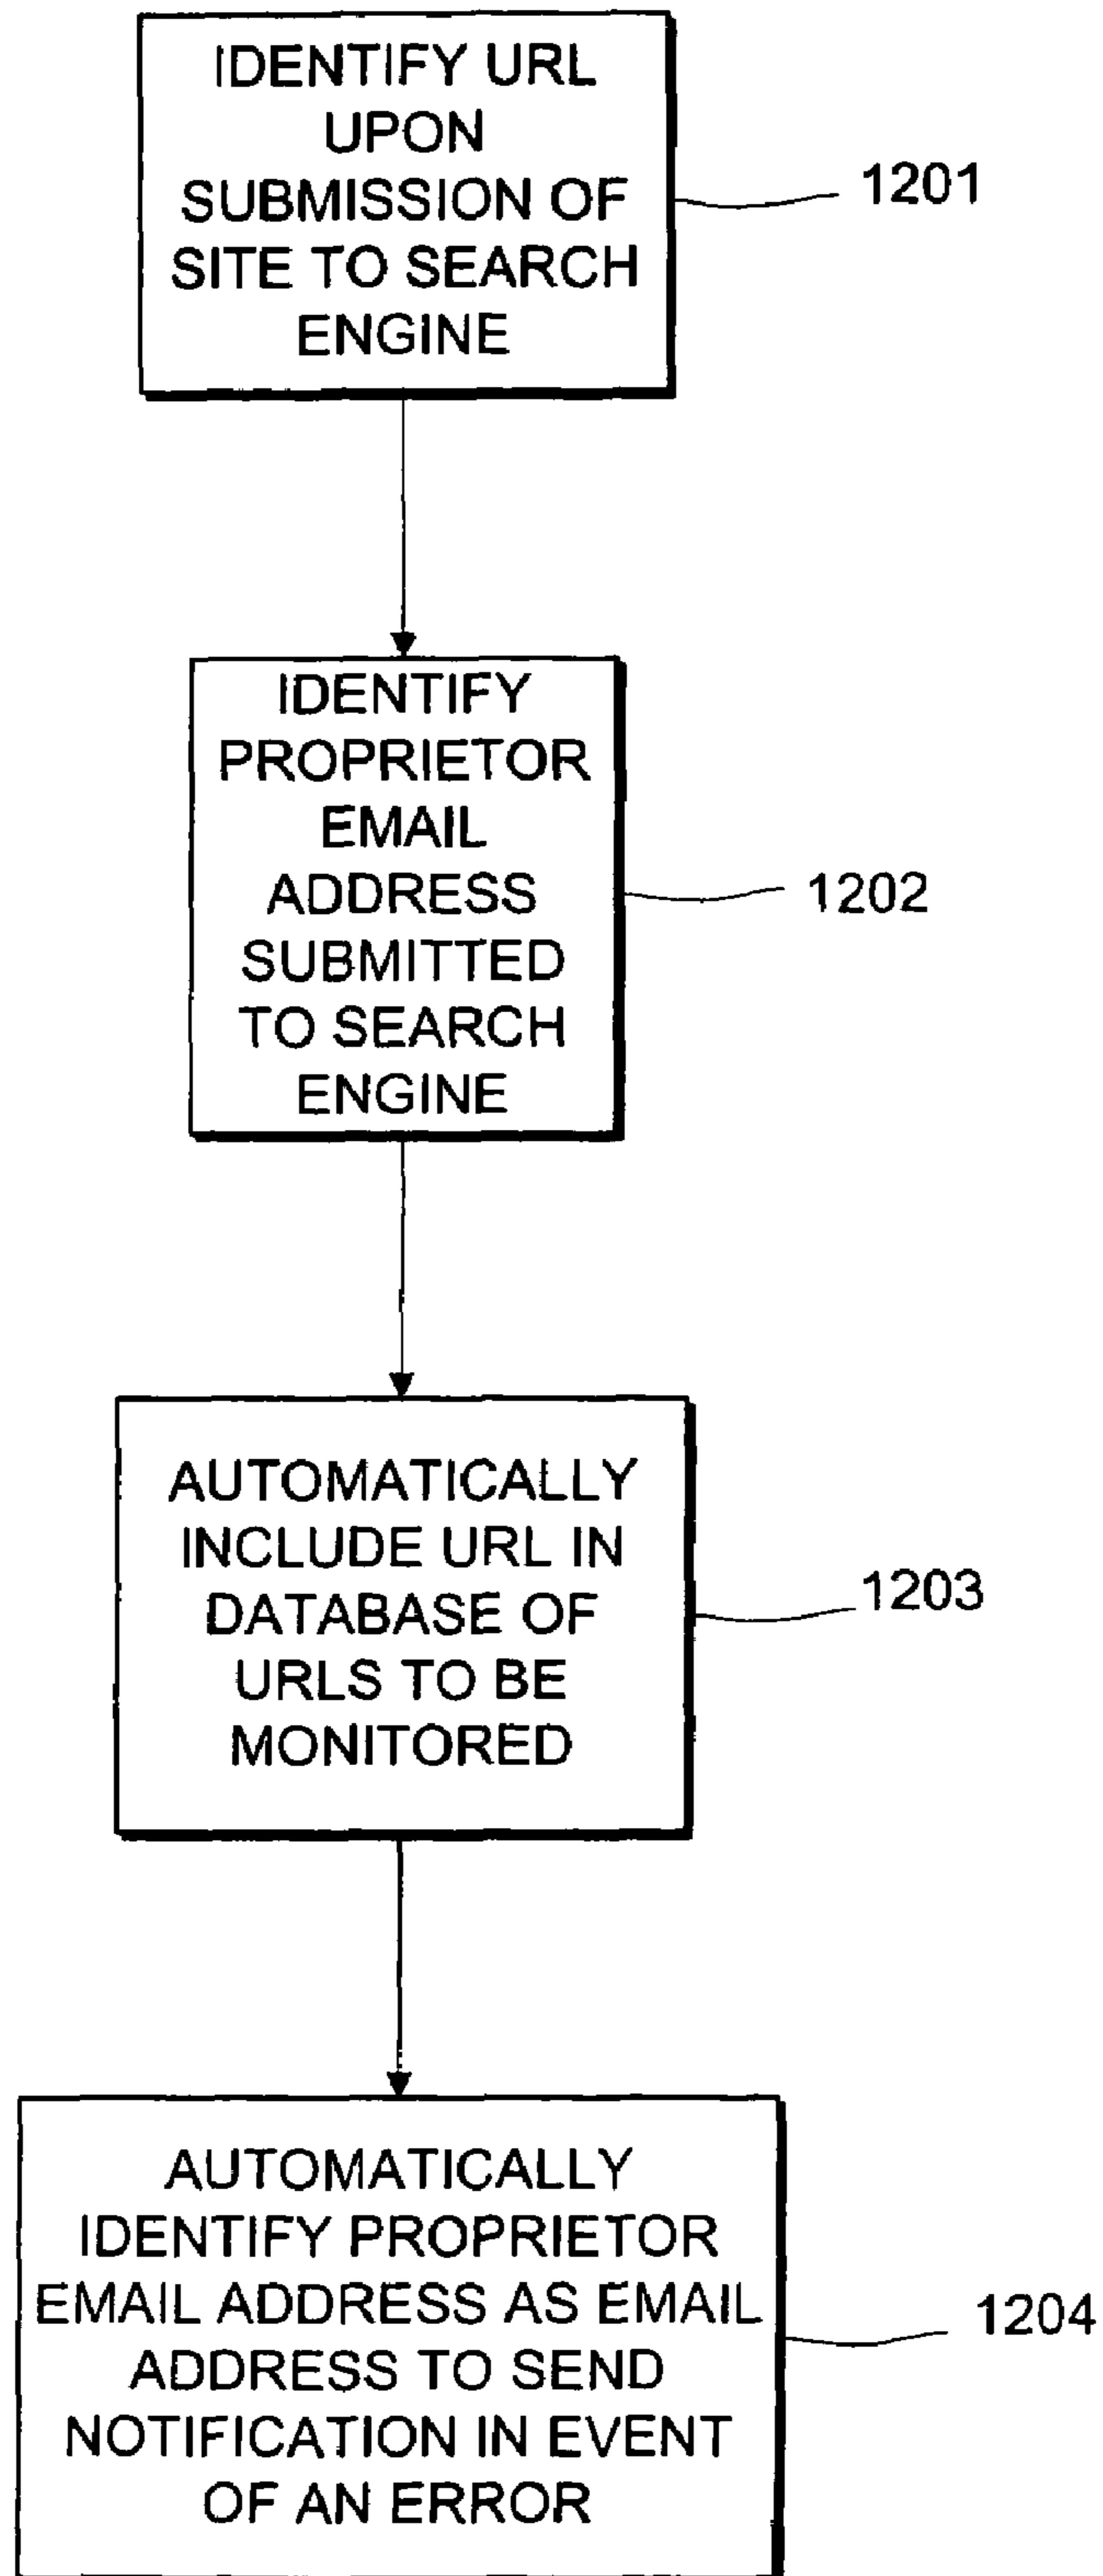 IDENTIFY URL
UPON
SUBMISSION OF
SITE TO SEARCH
ENGINE
1201
IDENTIFY
PROPRIETOR
EMAIL
ADDRESS
SUBMITTED
TO SEARCH
ENGINE
1202
AUTOMATICALLY
INCLUDE URL IN
DATABASE OF
URLS TO BE
MONITORED
1203
AUTOMATICALLY
IDENTIFY PROPRIETOR
EMAIL ADDRESS AS EMAIL
ADDRESS TO SEND
NOTIFICATION IN EVENT
OF AN ERROR
1204